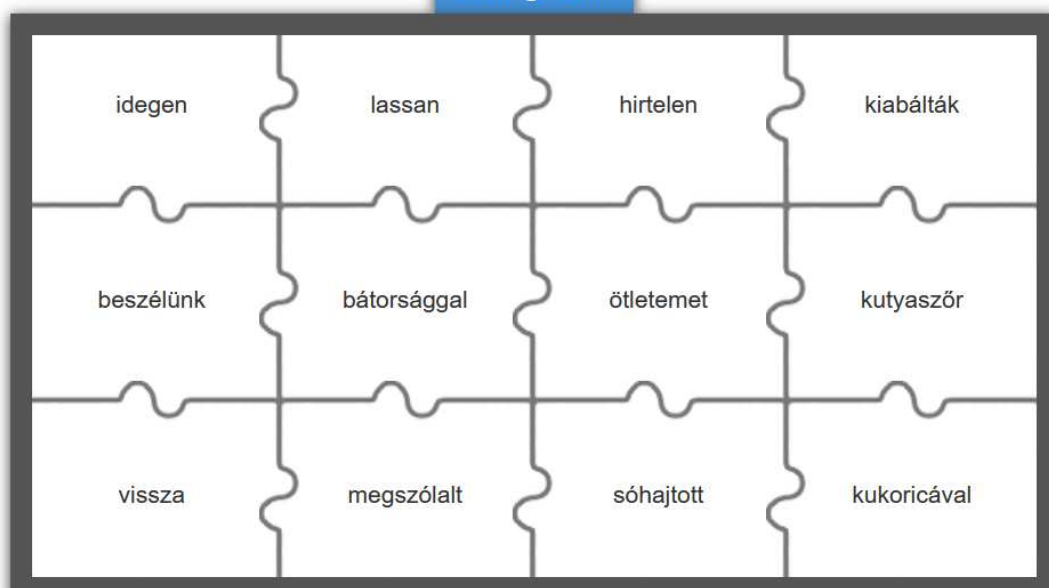 idegen lassan hirtelen kiabálták
beszélünk bátorsággal ötletemet kutyaszőr
vissza megszólalt sóhajtott kukoricával